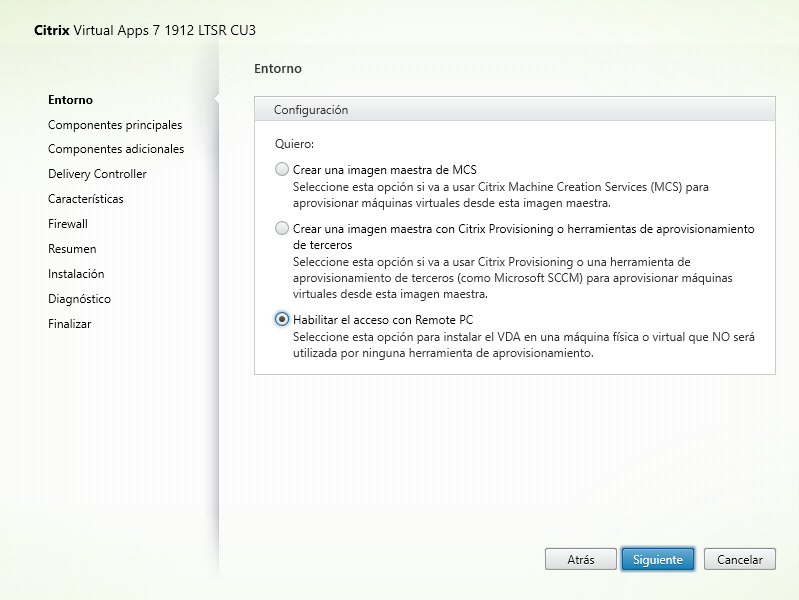 Citrix Virtual Apps 7 1912 LTSR CU3
Entorno
Componentes principales
Componentes adicionales
Delivery Controller
Características
Firewall
Resumen
Instalación
Diagnóstico
Finalizar
Entorno
Configuración
Quiero:
Crear una imagen maestra de MCS
Seleccione esta opción si va a usar Citrix Machine Creation Services (MCS) para
aprovisionar máquinas virtuales desde esta imagen maestra.
Crear una imagen maestra con Citrix Provisioning o herramientas de aprovisionamiento
de terceros
Seleccione esta opción si va a usar Citrix Provisioning o una herramienta de
aprovisionamiento de terceros (como Microsoft SCCM) para aprovisionar máquinas
virtuales desde esta imagen maestra.
Habilitar el acceso con Remote PC
Seleccione esta opción para instalar el VDA en una máquina física o virtual que NO será
utilizada por ninguna herramienta de aprovisionamiento.
Atrás
Siguiente
Cancelar